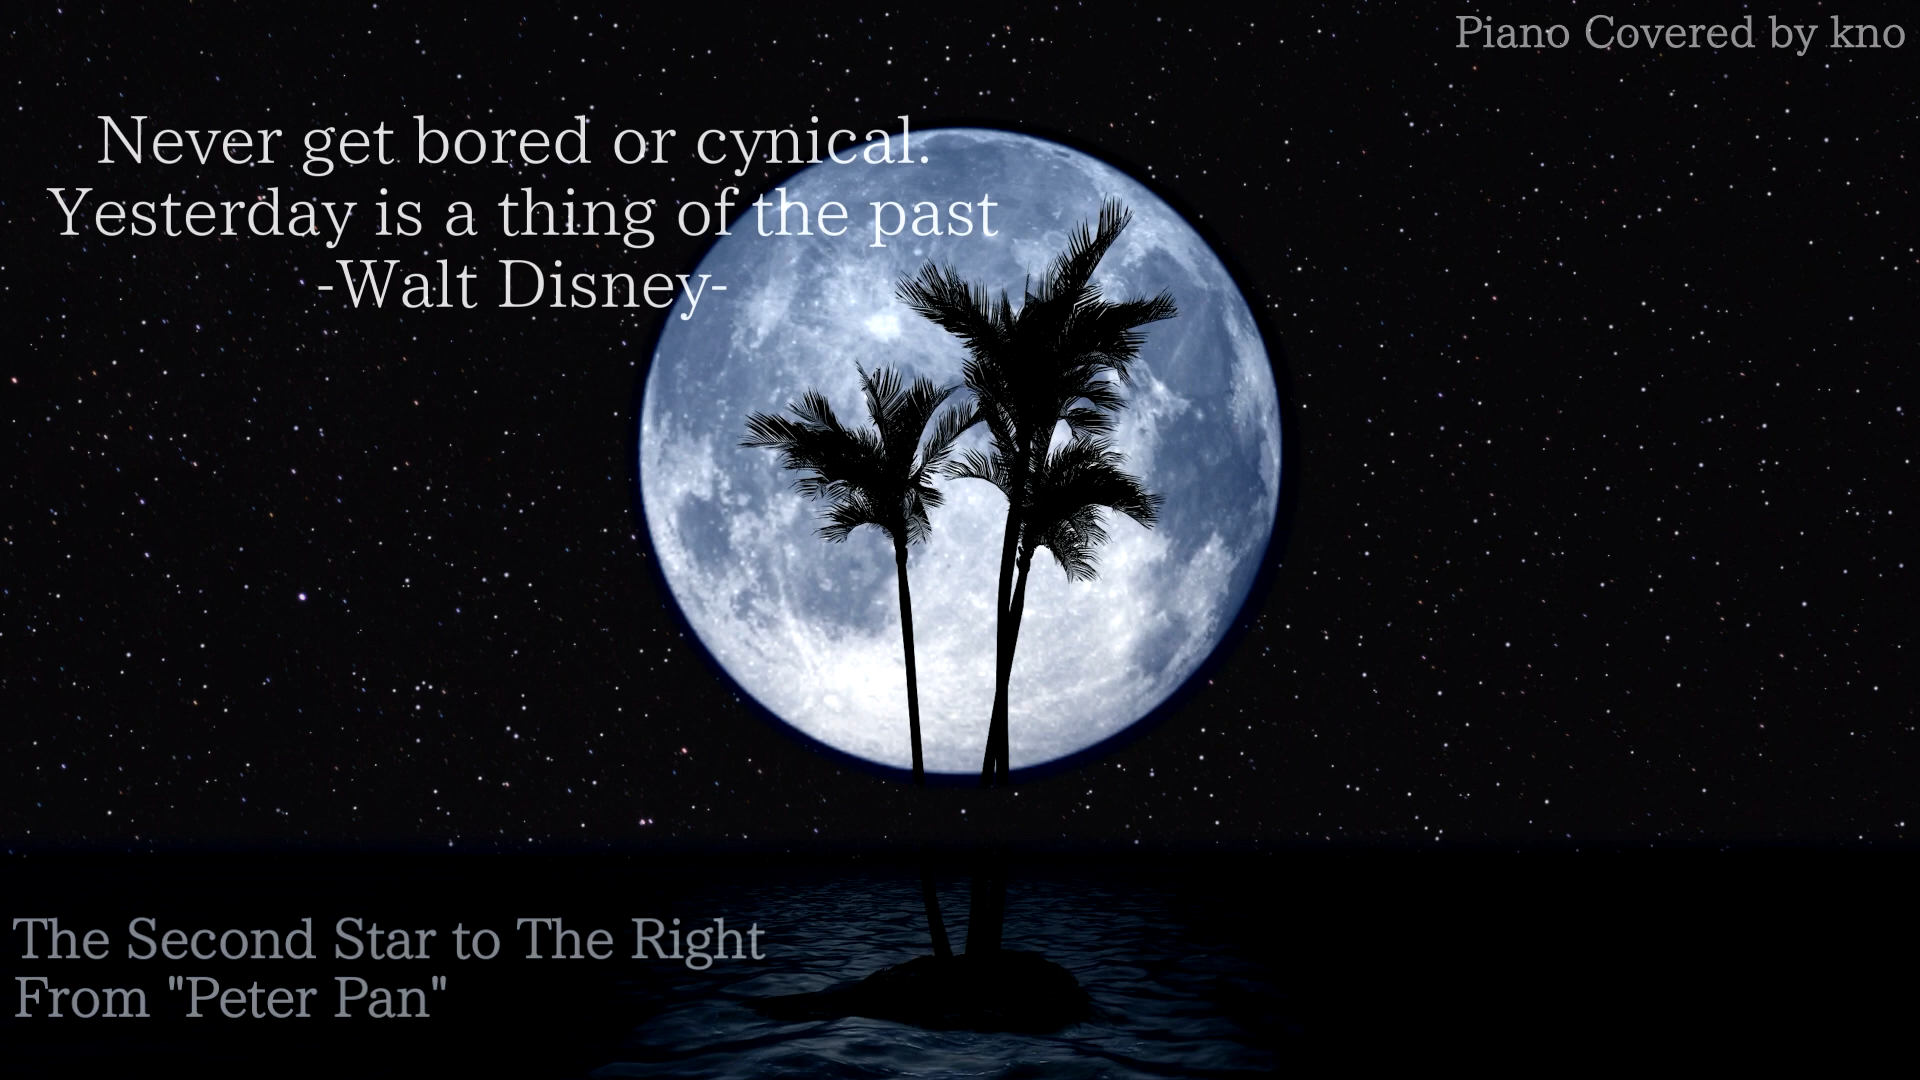 Piano Covered by kno
Never get bored or cynical.
Yesterday is a thing of the past
-Walt Disney-
The Second Star to The Right
From "Peter Pan"